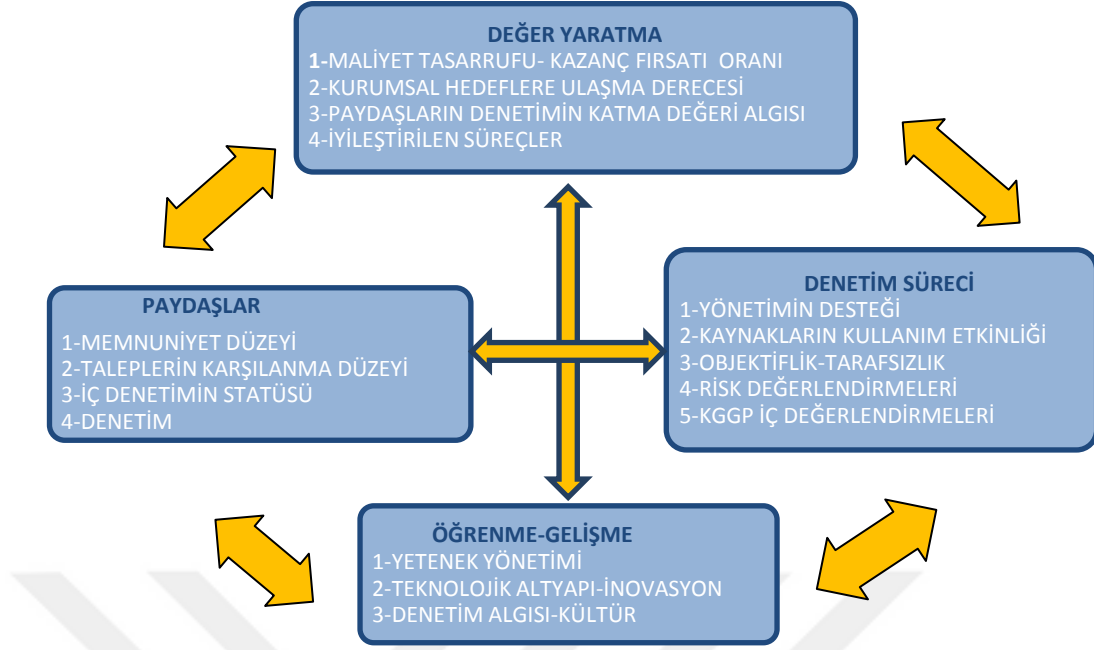 DEĞER YARATMA
1-MALİYET TASARRUFU- KAZANÇ FIRSATI ORANI
2-KURUMSAL HEDEFLERE ULAŞMA DERECESİ
3-PAYDAŞLARIN DENETİMİN KATMA DEĞERİ ALGISI
4-İYİLEŞTİRİLEN SÜREÇLER
PAYDAŞLAR
1-MEMNUNİYET DÜZEYİ
2-TALEPLERİN KARŞILANMA DÜZEYİ
3-İÇ DENETİMİN STATÜSÜ
4-DENETİM
DENETİM SÜRECİ
1-YÖNETİMİN DESTEĞİ
2-KAYNAKLARIN KULLANIM ETKİNLİĞİ
3-OBJEKTİFLİK-TARAFSIZLIK
4-RİSK DEĞERLENDİRMELERİ
5-KGGP İÇ DEĞERLENDİRMELERİ
ÖĞRENME-GELİŞME
1-YETENEK YÖNETİMİ
2-TEKNOLOJİK ALTYAPI-İNOVASYON
3-DENETİM ALGISI-KÜLTÜR